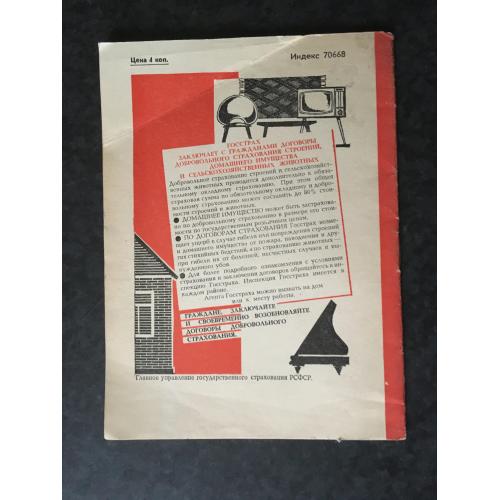 Цена 4 коп.
Индекс 70668
ГОССТРАХ
ЗАКЛЮЧАЕТ С ГРАЖДАНАМИ ДОГОВОРЫ
ДОБРОВОЛЬНОГО СТРАХОВАНИЯ СТРОЕНИЙ,
ДОМАШНЕГО ИМУЩЕСТВА
И СЕЛЬСКОХОЗЯЙСТВЕННЫХ ЖИВОТНЫХ
Добровольное страхование строений и сельскохозяйст-
венных животных проводится дополнительно к обяза-
тельному окладному страхованию. При этом общая
страховая сумма по обязательному окладному и добро-
вольному страхованию может составить до 80% стои-
мости строений и животных.
● ДОМАШНЕЕ ИМУЩЕСТВО может быть застрахова-
но по добровольному страхованию в размере его стои-
мости по государственным розничным ценам.
● ПО ДОГОВОРАМ СТРАХОВАНИЯ Госстрах возме-
щает ущерб в случае гибели или повреждения строений
и домашнего имущества от пожара, наводнения и дру-
гих стихийных бедствий, а по страхованию животных —
при гибели их от болезней, несчастных случаев и вы-
нужденного убоя.
● Для более подробного ознакомления с условиями
страхования и заключения договоров обращайтесь в ин-
спекцию Госстраха. Инспекция Госстраха имеется в
каждом районе.
Агента Госстраха можно вызвать на дом
или к месту работы.
ГРАЖДАНЕ, ЗАКЛЮЧАЙТЕ
И СВОЕВРЕМЕННО ВОЗОБНОВЛЯЙТЕ
ДОГОВОРЫ ДОБРОВОЛЬНОГО
СТРАХОВАНИЯ.
Главное управление государственного страхования РСФСР.